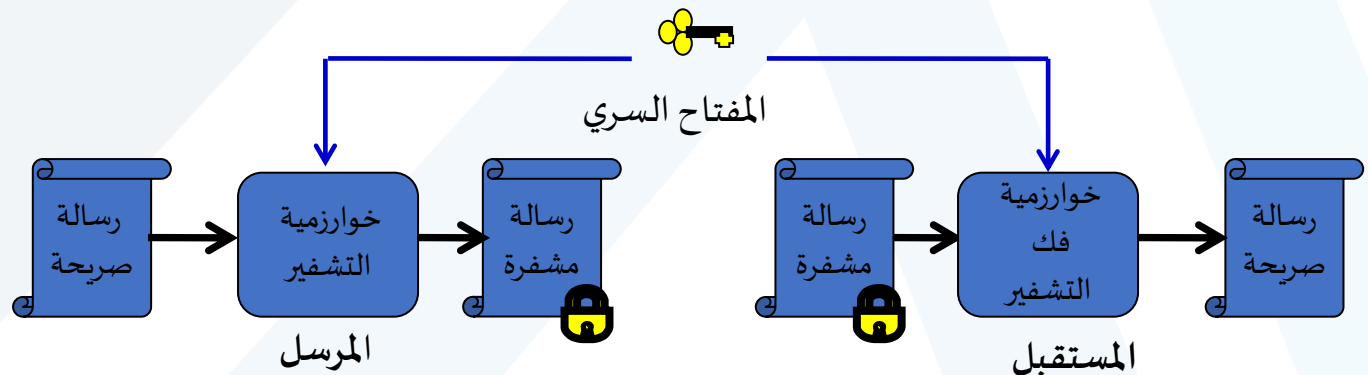 المفتاح السري
رسالة
صريحة
خوارزمية
التشفير
رسالة
مشفرة
المرسل
رسالة
مشفرة
خوارزمية
فك
التشفير
رسالة
صريحة
المستقبل